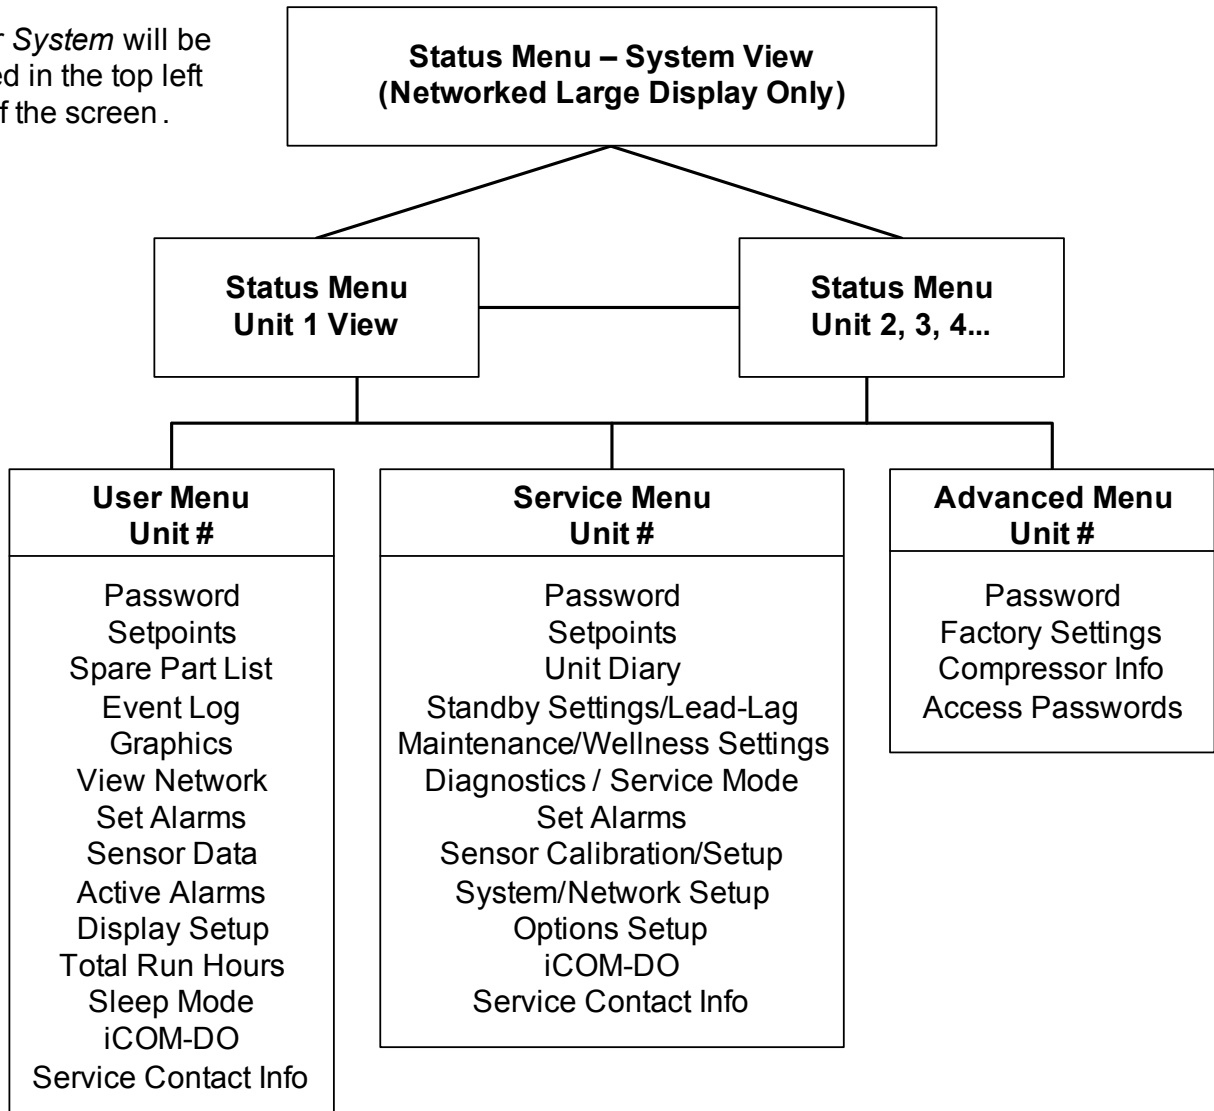 System will be
in the top left
the screen.
Status Menu – System View
(Networked Large Display Only)
Status Menu
Unit 1 View
Status Menu
Unit 2, 3, 4...
User Menu
Unit #
Password
Setpoints
Spare Part List
Event Log
Graphics
View Network
Set Alarms
Sensor Data
Active Alarms
Display Setup
Total Run Hours
Sleep Mode
iCOM-DO
Service Contact Info
Service Menu
Unit #
Password
Setpoints
Unit Diary
Standby Settings/Lead-Lag
Maintenance/Wellness Settings
Diagnostics / Service Mode
Set Alarms
Sensor Calibration/Setup
System/Network Setup
Options Setup
iCOM-DO
Service Contact Info
Advanced Menu
Unit #
Password
Factory Settings
Compressor Info
Access Passwords